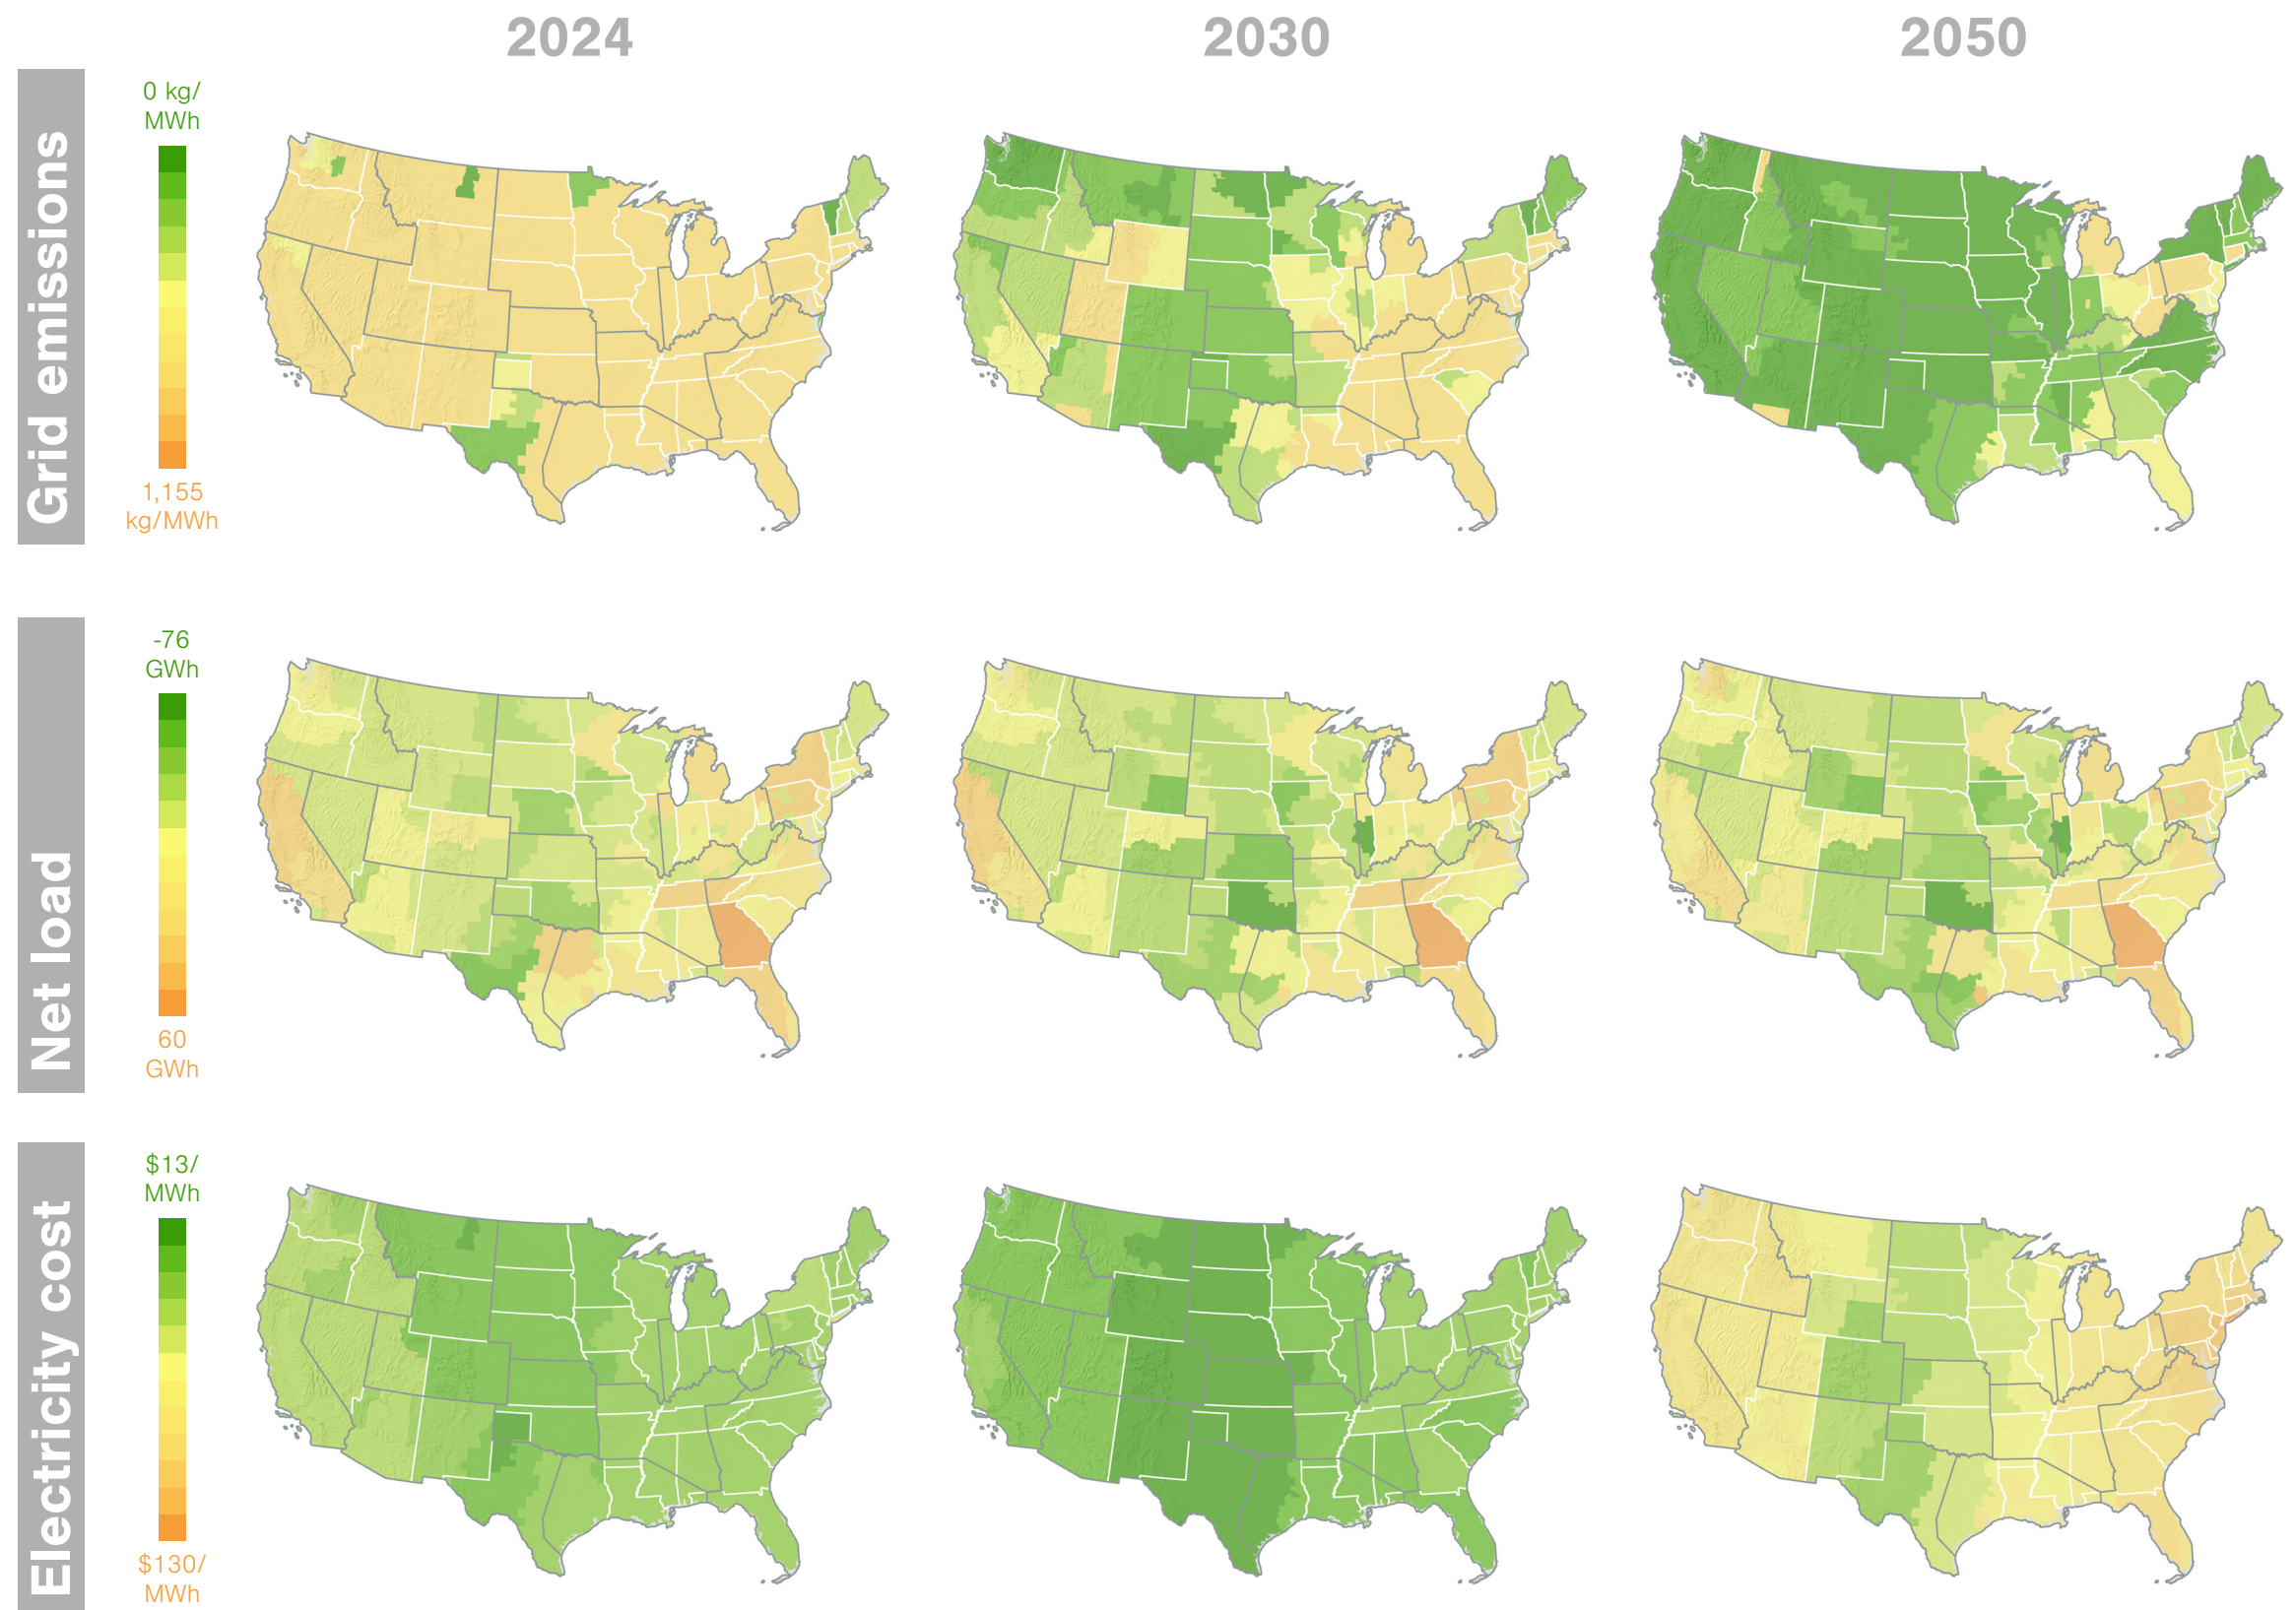 2024
2030
2050
Grid emissions
0 kg/
MWh
1,155
kg/MWh
Net load
-76
GWh
60
GWh
Electricity cost
$13/
MWh
$130/
MWh